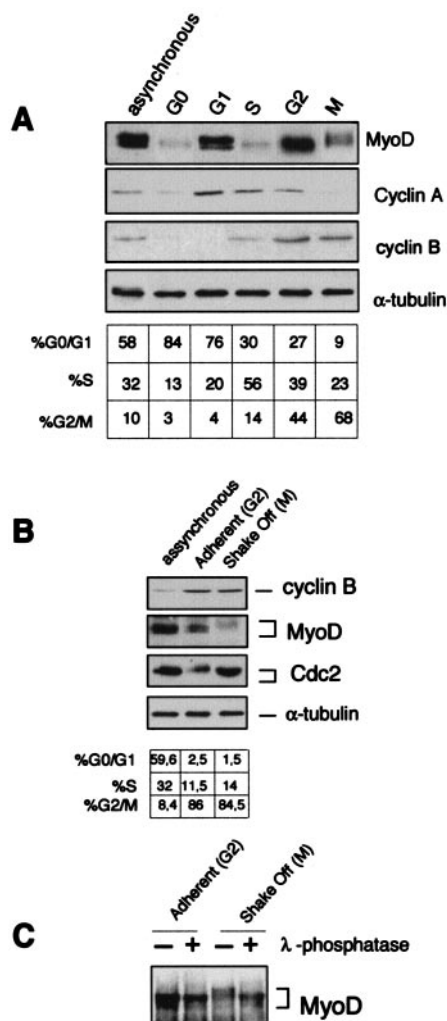 asynchronous G0 G1 S G2 M
A
MyoD
Cyclin A
cyclin B
α-tubulin
%G0/G1 58 84 76 30 27 9
%S 32 13 20 56 39 23
%G2/M 10 3 4 14 44 68
assynchronous Adherent (G2) Shake Off (M)
B
cyclin B
MyoD
Cdc2
α-tubulin
%G0/G1 59,6 2,5 1,5
%S 32 11,5 14
%G2/M 8,4 86 84,5
Adherent (G2) Shake Off (M)
C
− + − + λ -phosphatase
MyoD